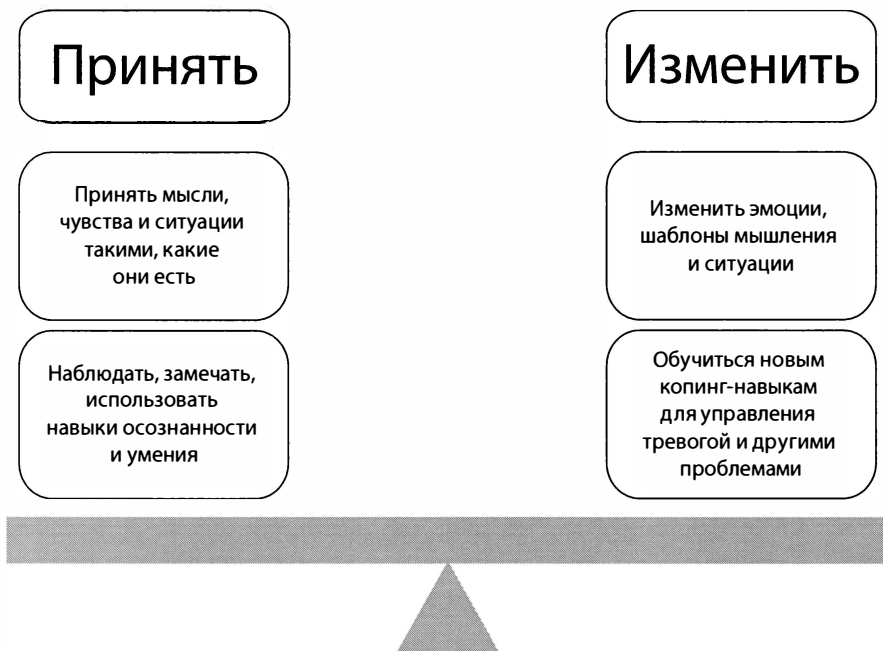 Принять
Изменить
Принять мысли,
чувства и ситуации
такими, какие
они есть
Изменить эмоции,
шаблоны мышления
и ситуации
Наблюдать, замечать,
использовать
навыки осознанности
и умения
Обучиться новым
копинг-навыкам
для управления
тревогой и другими
проблемами